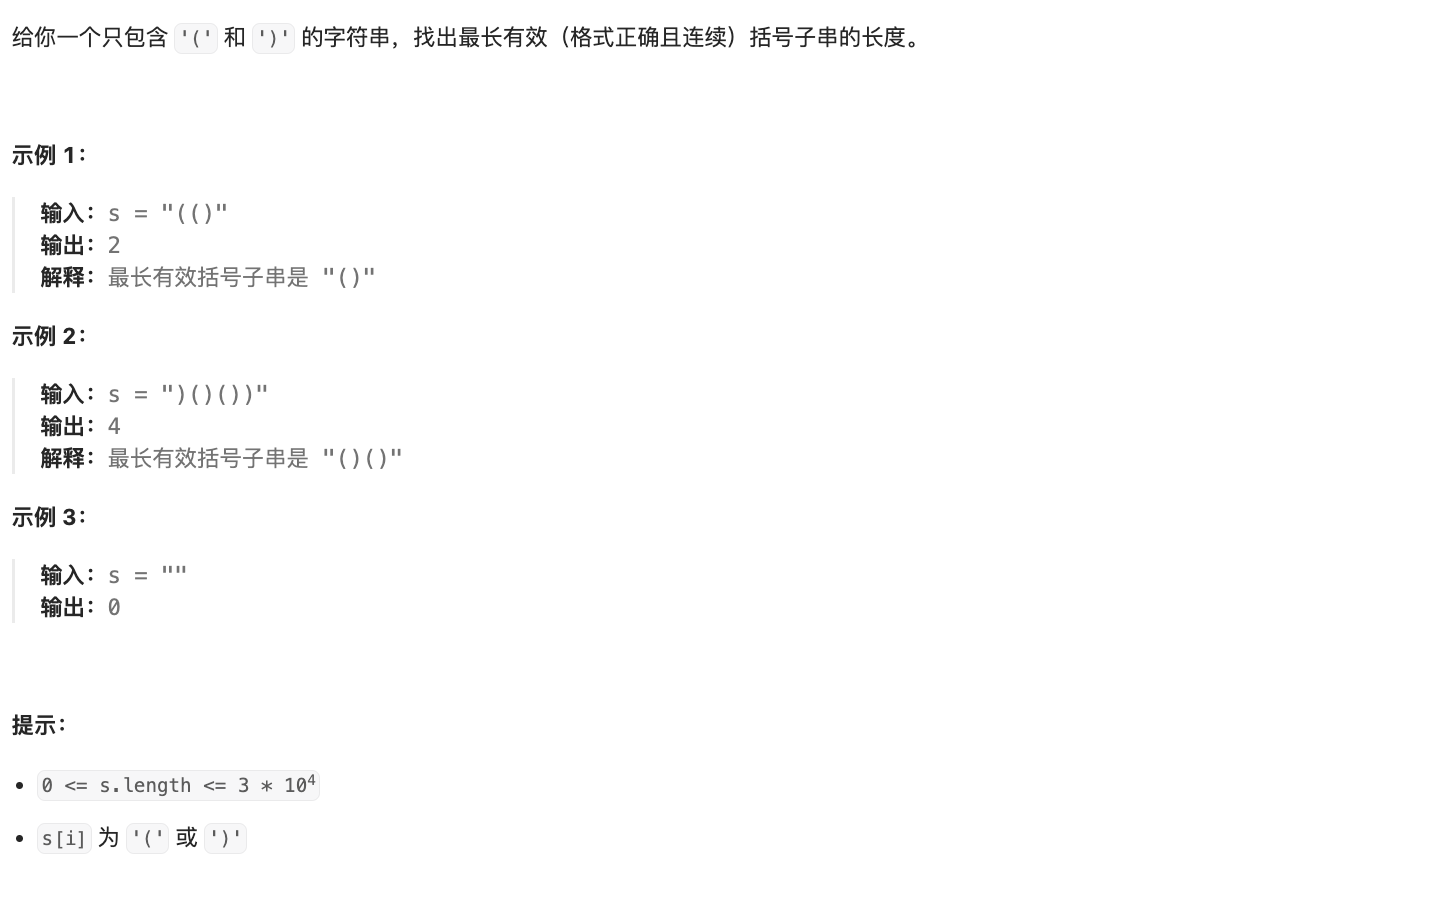 给你一个只包含 '(' 和 ')' 的字符串，找出最长有效（格式正确且连续）括号子串的长度。
示例 1：
输入：s = "(()"
输出：2
解释：最长有效括号子串是 "()"
示例 2：
输入：s = ")()())"
输出：4
解释：最长有效括号子串是 "()()"
示例 3：
输入：s = ""
输出：0
提示：
• 0 <= s.length <= 3 * 10⁴
• s[i] 为 '(' 或 ')'